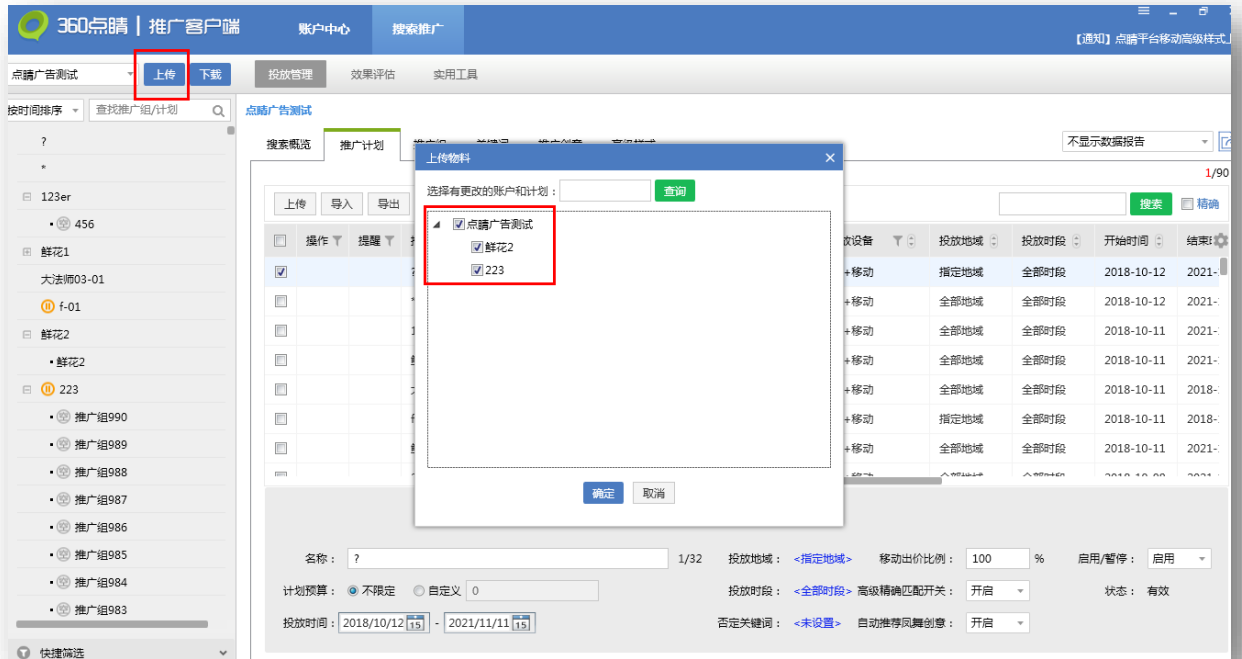 360点睛 | 推广客户端
账户中心
搜索推广
【通知】点睛平台移动高级样式
点睛广告测试
上传
下载
投放管理
效果评估
实用工具
按时间排序
查找推广组/计划
点睛广告测试
?
*
123er
456
鲜花1
大法师03-01
f-01
鲜花2
鲜花2
223
推广组990
推广组989
推广组988
推广组987
推广组986
推广组985
推广组984
推广组983
快捷筛选
搜索概览
推广计划
不显示数据报告
1/90
上传
导入
导出
搜索
精确
操作
提醒
投放地域
投放时段
开始时间
+移动 指定地域 全部时段 2018-10-12 2021-
+移动 全部地域 全部时段 2018-10-12 2021-
+移动 全部地域 全部时段 2018-10-11 2021-
+移动 全部地域 全部时段 2018-10-11 2021-
+移动 全部地域 全部时段 2018-10-11 2018-
+移动 指定地域 全部时段 2018-10-11 2018-
+移动 全部地域 全部时段 2018-10-11 2021-
上传物料
选择有更改的账户和计划：
查询
点睛广告测试
鲜花2
223
确定
取消
名称： ? 1/32
投放地域： <指定地域>
移动出价比例： 100 %
启用/暂停： 启用
计划预算： 不限定 自定义 0
投放时段： <全部时段>
高级精确匹配开关： 开启
状态： 有效
投放时间： 2018/10/12 15 - 2021/11/11 15
否定关键词： <未设置>
自动推荐凤舞创意： 开启